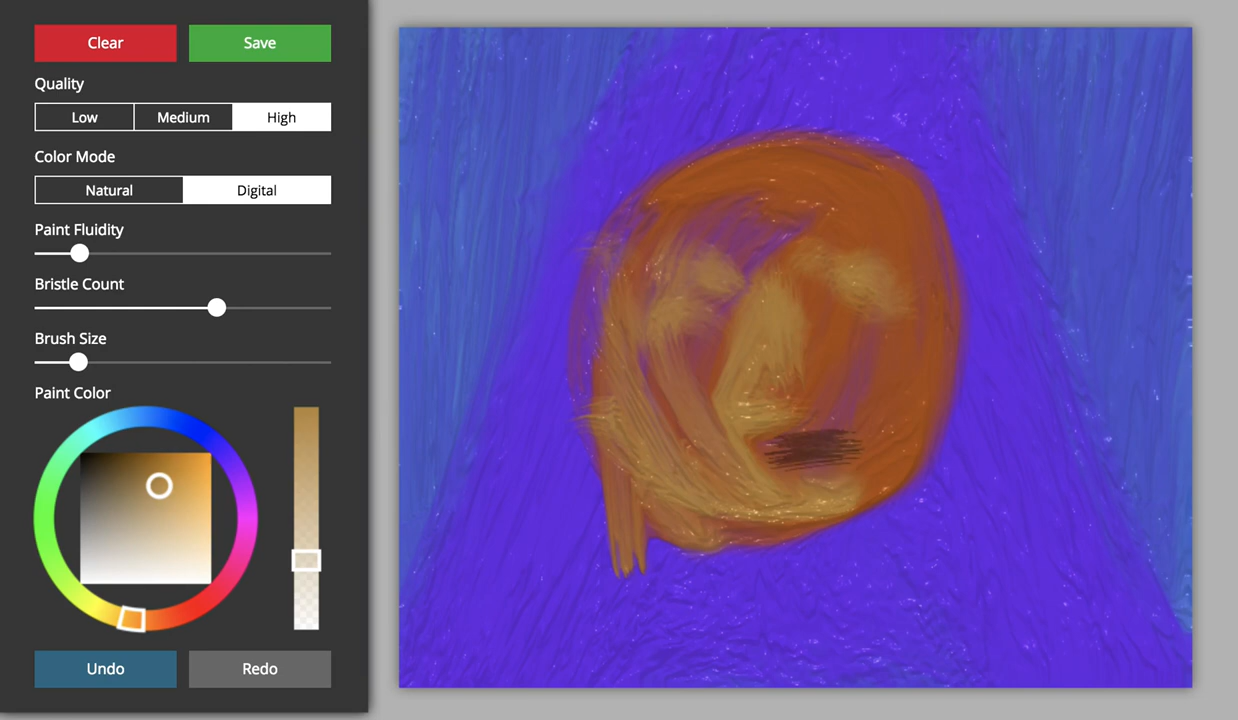 Clear Save
Quality
Low Medium High
Color Mode
Natural Digital
Paint Fluidity
Bristle Count
Brush Size
Paint Color
Undo Redo